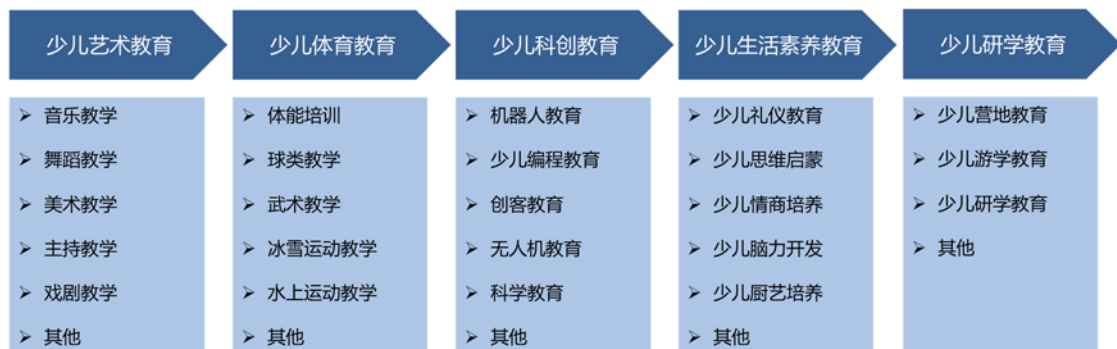 少儿艺术教育
音乐教学
舞蹈教学
美术教学
主持教学
戏剧教学
其他
少儿体育教育
体能培训
球类教学
武术教学
冰雪运动教学
水上运动教学
其他
少儿科创教育
机器人教育
少儿编程教育
创客教育
无人机教育
科学教育
其他
少儿生活素养教育
少儿礼仪教育
少儿思维启蒙
少儿情商培养
少儿脑力开发
少儿厨艺培养
其他
少儿研学教育
少儿营地教育
少儿游学教育
少儿研学教育
其他